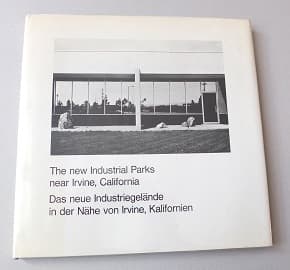 The new Industrial Parks
near Irvine, California
Das neue Industriegelände
in der Nähe von Irvine, Kalifornien